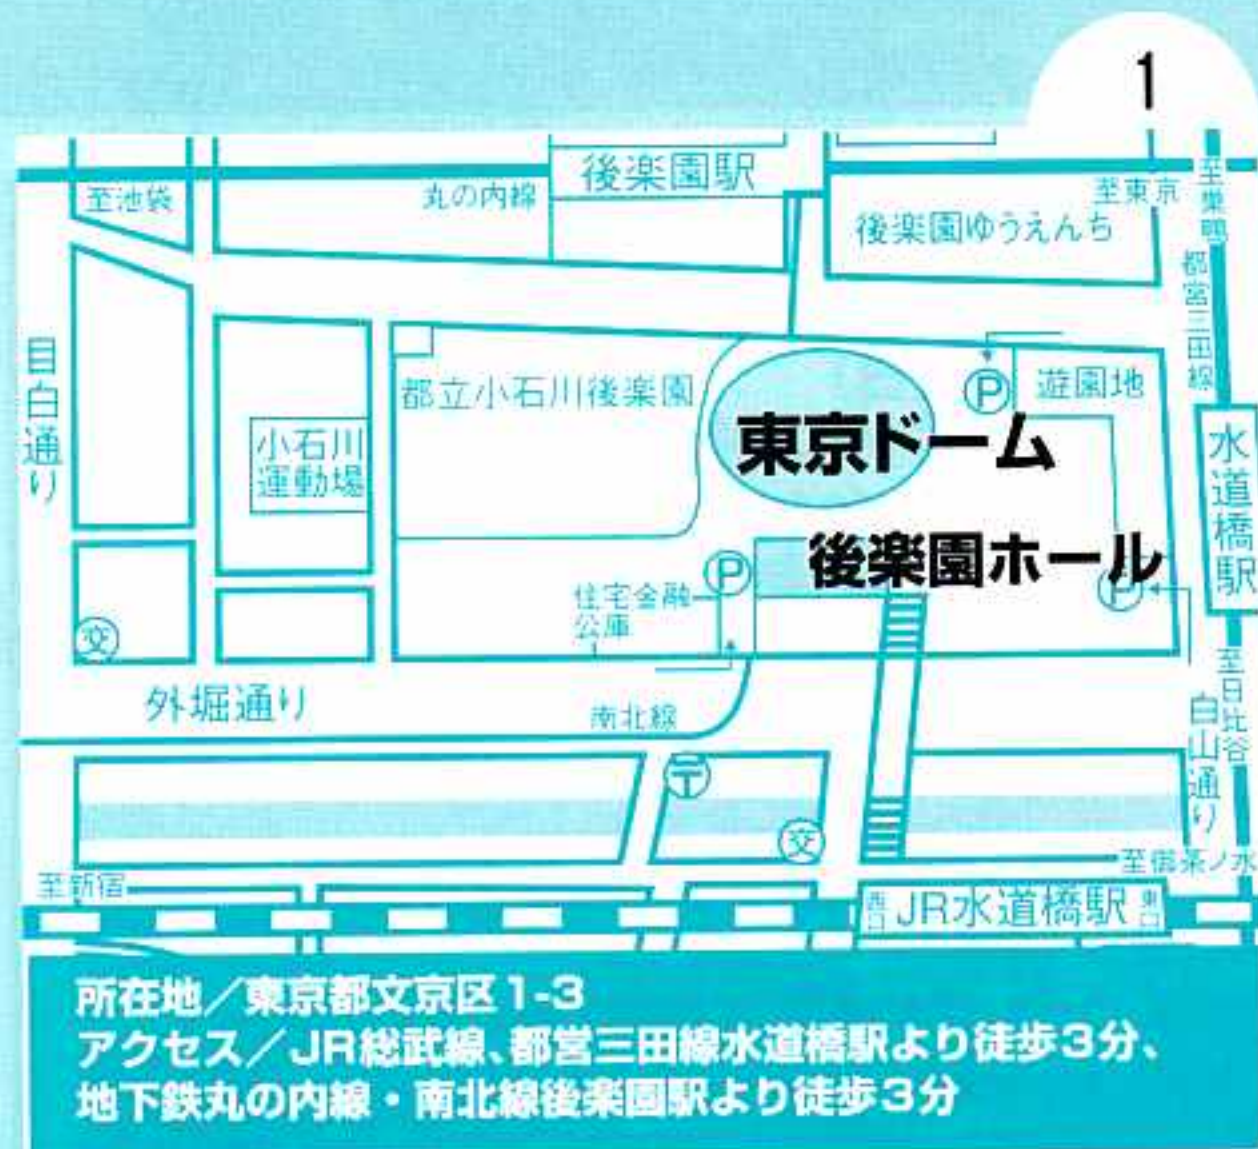 1
後楽園駅
至池袋
丸の内線
至東京
至巣鴨
後楽園ゆうえんち
都営三田線
目白通り
都立小石川後楽園
P
遊園地
小石川
運動場
東京ドーム
水道橋駅
後楽園ホール
P
P
住宅金融
公庫
交
外堀通り
南北線
至日比谷
白山通り
〒
交
至御茶ノ水
至新宿
西口
JR水道橋駅
東口
所在地／東京都文京区1-3
アクセス／JR総武線、都営三田線水道橋駅より徒歩3分、
地下鉄丸の内線・南北線後楽園駅より徒歩3分